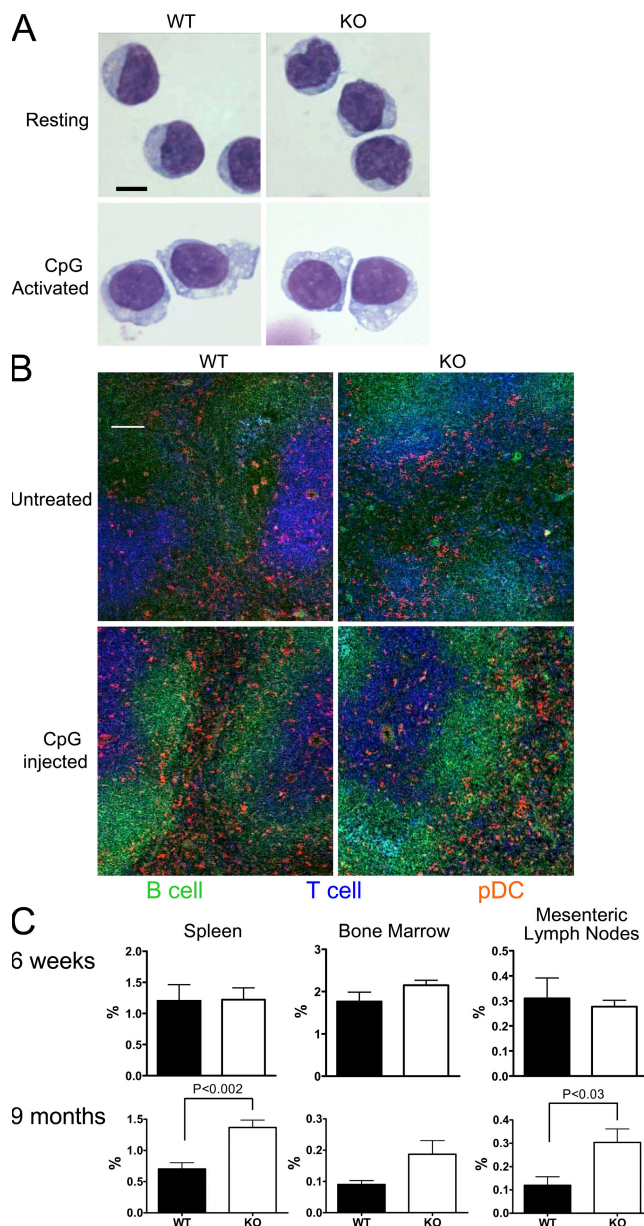 A
WT KO
Resting
CpG
Activated
B
WT KO
Untreated
CpG
injected
B cell T cell pDC
C
Spleen Bone Marrow Mesenteric
Lymph Nodes
6 weeks
%
1.5
1.0
0.5
0.0
%
2
1
0
%
0.5
0.4
0.3
0.2
0.1
0.0
9 months
P<0.002
%
1.5
1.0
0.5
0.0
WT KO
%
0.3
0.2
0.1
0.0
WT KO
P<0.03
%
0.4
0.3
0.2
0.1
0.0
WT KO